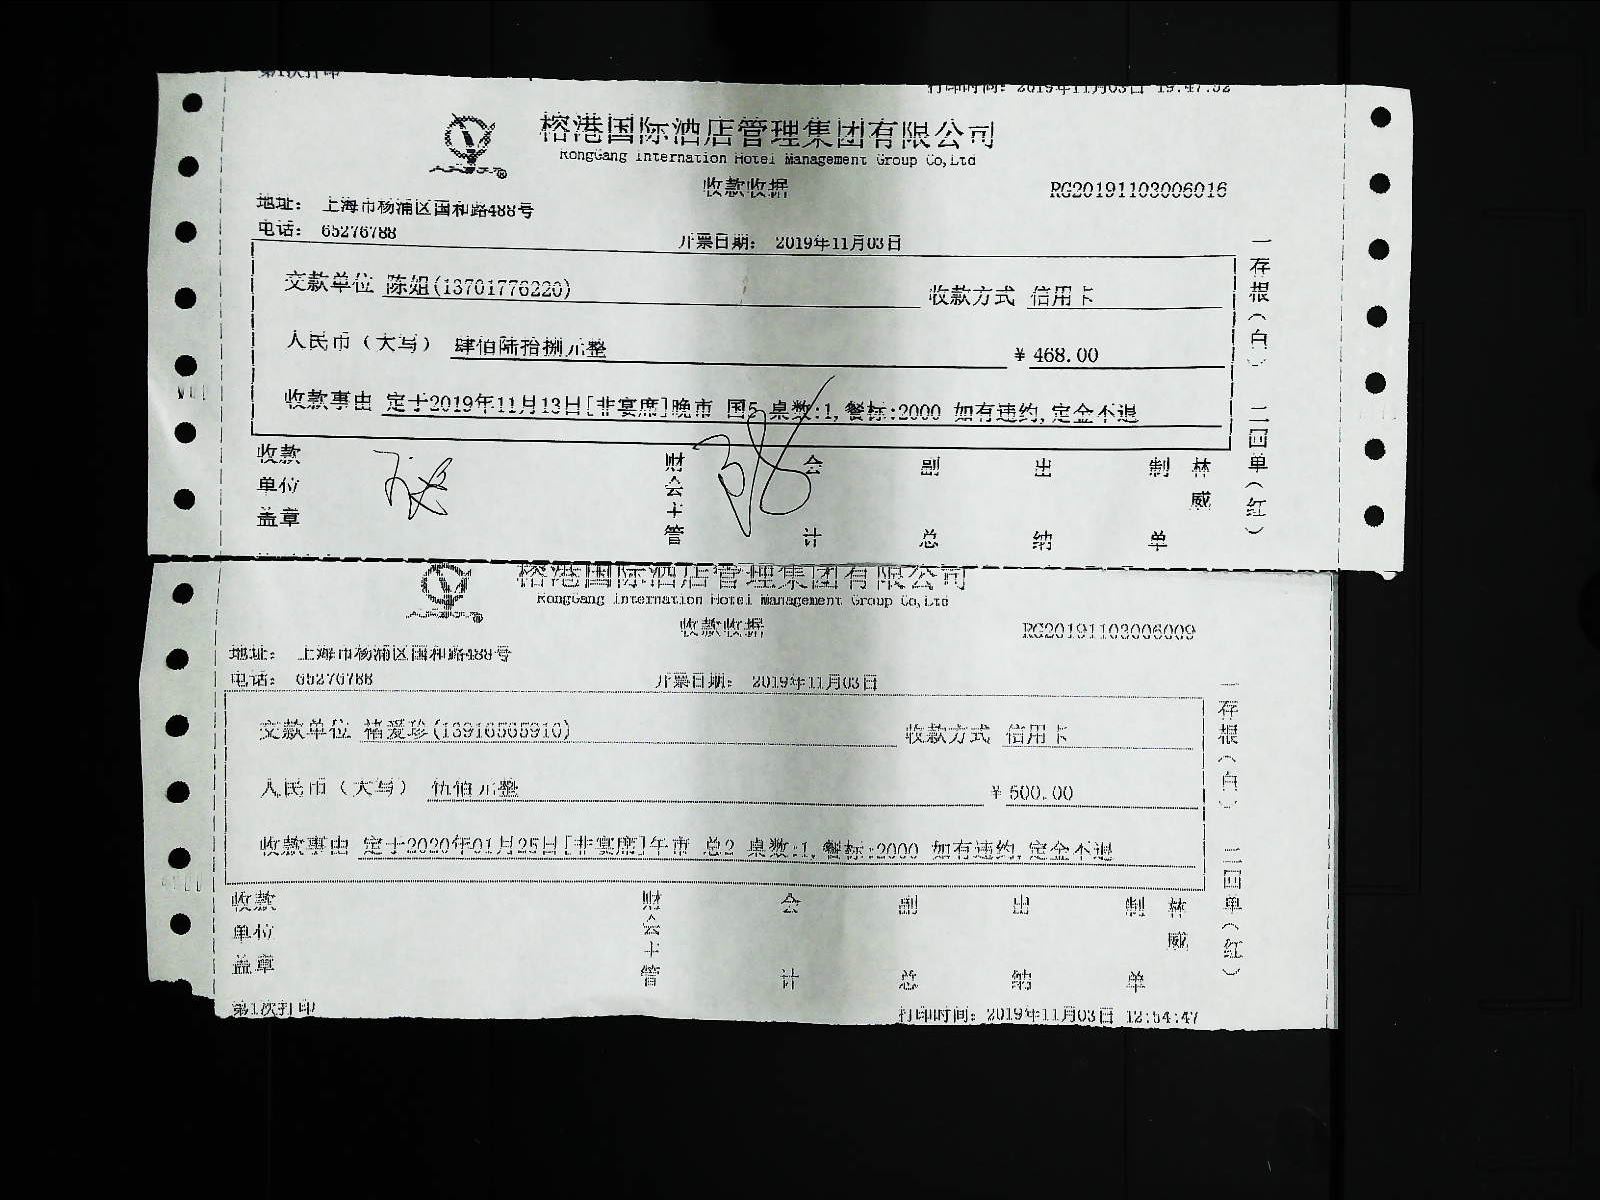 第1次打印
打印时间：2019年11月03日 19:47:52
榕港国际酒店管理集团有限公司
RongGang Internation Hotel Management Group Co,Ltd
收款收据
RG20191103006016
地址： 上海市杨浦区国和路488号
电话： 65276788
开票日期： 2019年11月03日
交款单位 陈姐(13701776220) 收款方式 信用卡
人民币（大写） 肆佰陆拾捌元整 ¥ 468.00
收款事由 定于2019年11月13日[非宴席]晚市 国5 桌数:1,餐标:2000 如有违约,定金不退
收款单位盖章 财会主管 会计 副总 出纳 制单 林威
一存根（白） 二回单（红）
榕港国际酒店管理集团有限公司
RongGang Internation Hotel Management Group Co,Ltd
收款收据
RG20191103006009
地址： 上海市杨浦区国和路488号
电话： 65276788
开票日期： 2019年11月03日
交款单位 褚爱珍(13916565910) 收款方式 信用卡
人民币（大写） 伍佰元整 ¥ 500.00
收款事由 定于2020年01月25日[非宴席]午市 总2 桌数:1,餐标:2000 如有违约,定金不退
收款单位盖章 财会主管 会计 副总 出纳 制单 林威
一存根（白） 二回单（红）
第1次打印
打印时间：2019年11月03日 12:54:47